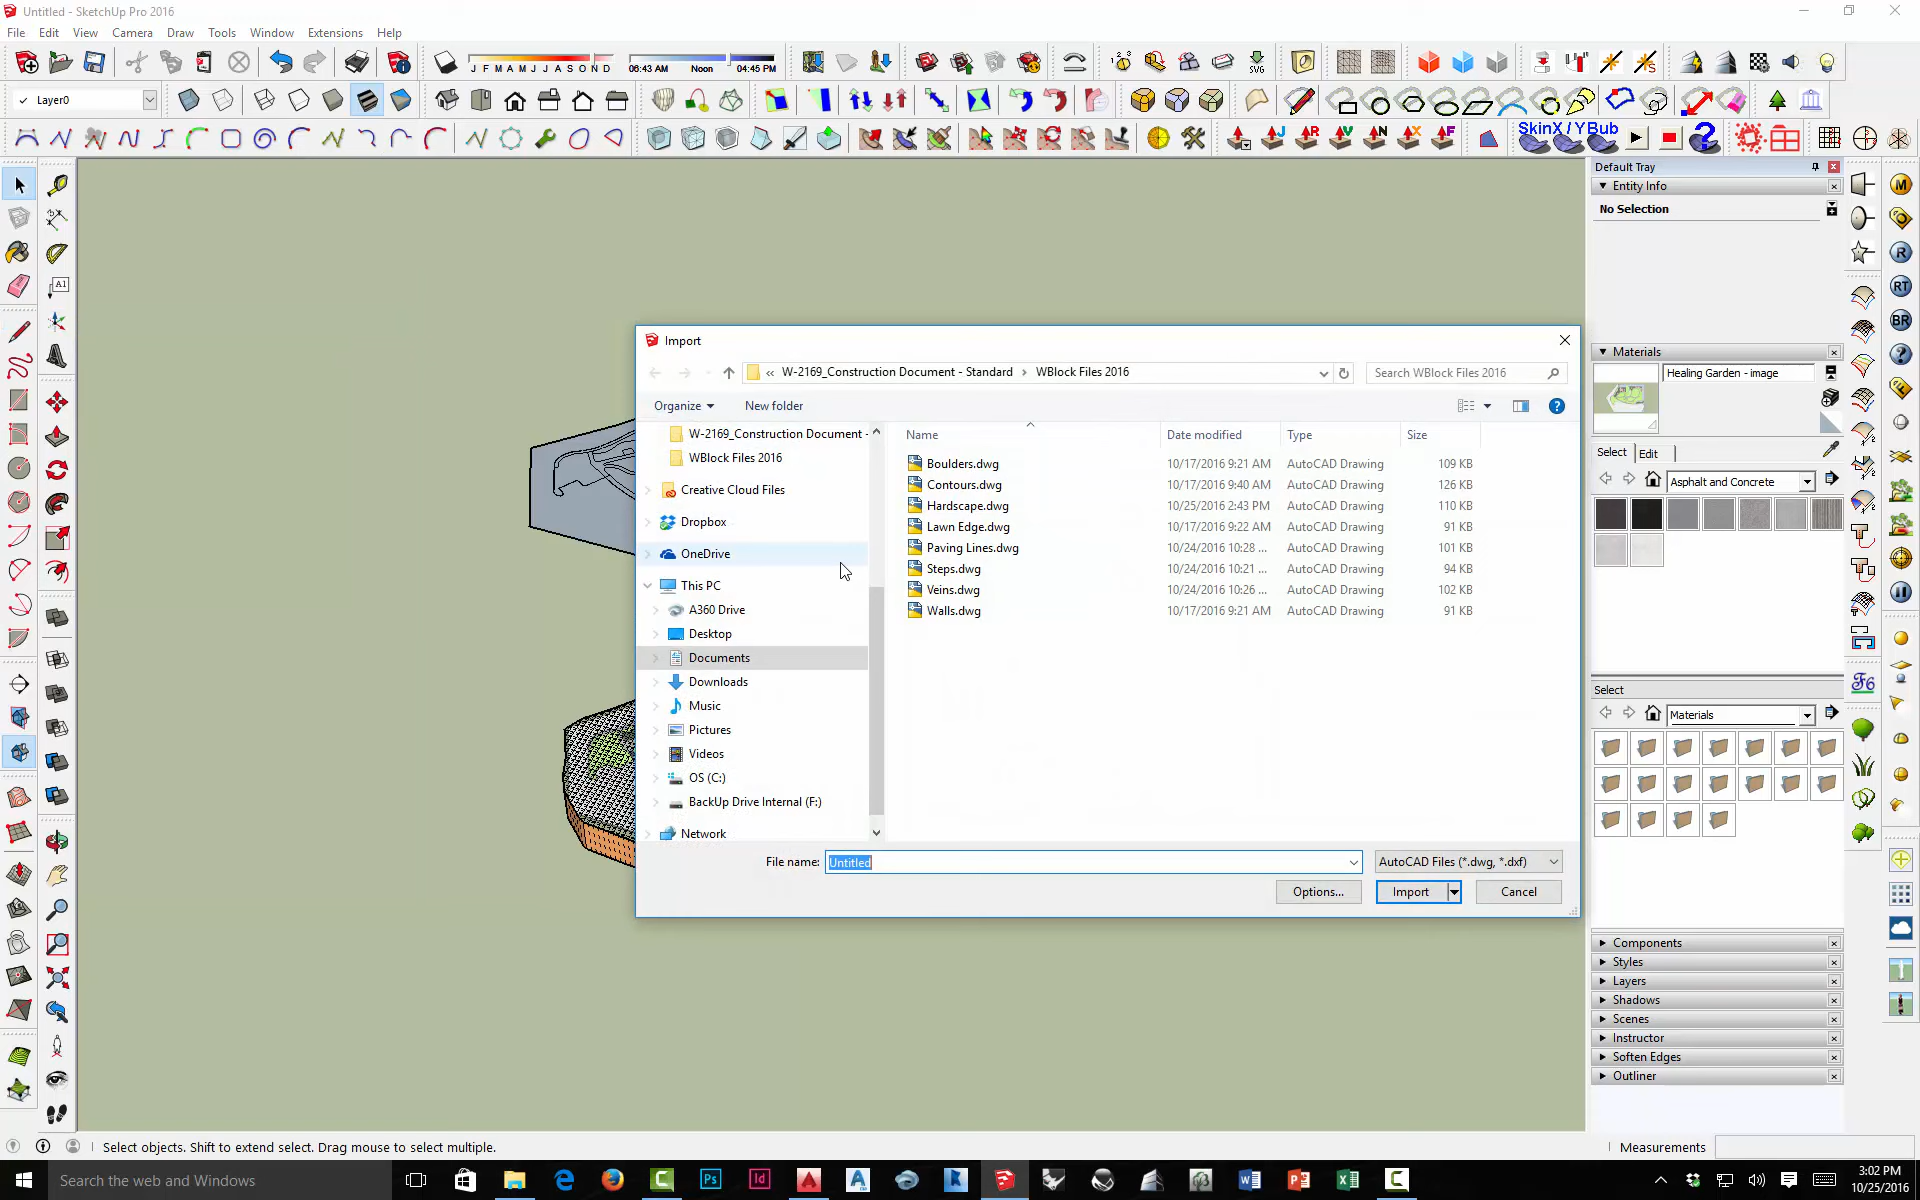 Untitled - SketchUp Pro 2016
File Edit View Camera Draw Tools Window Extensions Help
J F M A M J J A S O N D 06:43 AM Noon 04:45 PM
SVG
Layer0
J R V N X F
SkinX / YBub
Default Tray
Entity Info
No Selection
Materials
Healing Garden - image
Select Edit
Asphalt and Concrete
Select
Materials
Components
Styles
Layers
Shadows
Scenes
Instructor
Soften Edges
Outliner
M
R
RT
BR
F6
A1
Import
« W-2169_Construction Document - Standard › WBlock Files 2016
Search WBlock Files 2016
Organize New folder
Name Date modified Type Size
W-2169_Construction Document -
WBlock Files 2016
Creative Cloud Files
Dropbox
OneDrive
This PC
A360 Drive
Desktop
Documents
Downloads
Music
Pictures
Videos
OS (C:)
BackUp Drive Internal (F:)
Network
Boulders.dwg 10/17/2016 9:21 AM AutoCAD Drawing 109 KB
Contours.dwg 10/17/2016 9:40 AM AutoCAD Drawing 126 KB
Hardscape.dwg 10/25/2016 2:43 PM AutoCAD Drawing 110 KB
Lawn Edge.dwg 10/17/2016 9:22 AM AutoCAD Drawing 91 KB
Paving Lines.dwg 10/24/2016 10:28 ... AutoCAD Drawing 101 KB
Steps.dwg 10/24/2016 10:21 ... AutoCAD Drawing 94 KB
Veins.dwg 10/24/2016 10:26 ... AutoCAD Drawing 102 KB
Walls.dwg 10/17/2016 9:21 AM AutoCAD Drawing 91 KB
File name: Untitled AutoCAD Files (*.dwg, *.dxf)
Options... Import Cancel
Select objects. Shift to extend select. Drag mouse to select multiple.
Measurements
Search the web and Windows
3:02 PM
10/25/2016